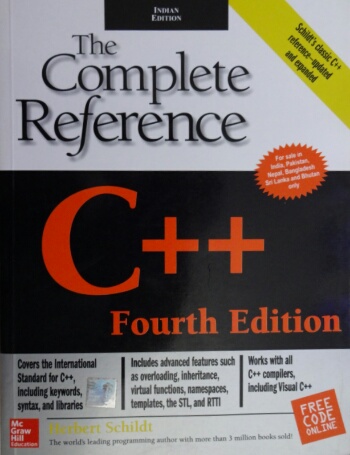 INDIAN
EDITION
Schildt's classic C++
reference—updated
and expanded
The
Complete
Reference
For sale in
India, Pakistan,
Nepal, Bangladesh
Sri Lanka and Bhutan
only
C++
Fourth Edition
Covers the International
Standard for C++,
including keywords,
syntax, and libraries
Includes advanced features such
as overloading, inheritance,
virtual functions, namespaces,
templates, the STL, and RTTI
Works with all
C++ compilers,
including Visual C++
Mc
Graw
Hill
Education
Herbert Schildt
The world's leading programming author with more than 3 million books sold!
FREE
CODE
ONLINE